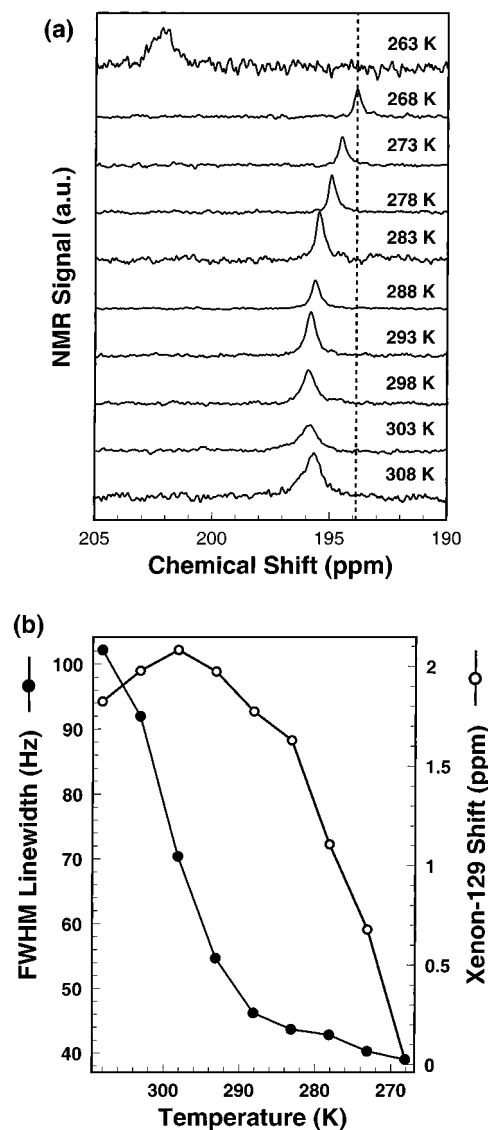 (a)
NMR Signal (a.u.)
263 K
268 K
273 K
278 K
283 K
288 K
293 K
298 K
303 K
308 K
205 200 195 190
Chemical Shift (ppm)
(b)
FWHM Linewidth (Hz)
100
90
80
70
60
50
40
Xenon-129 Shift (ppm)
2
1.5
1
0.5
0
300 290 280 270
Temperature (K)